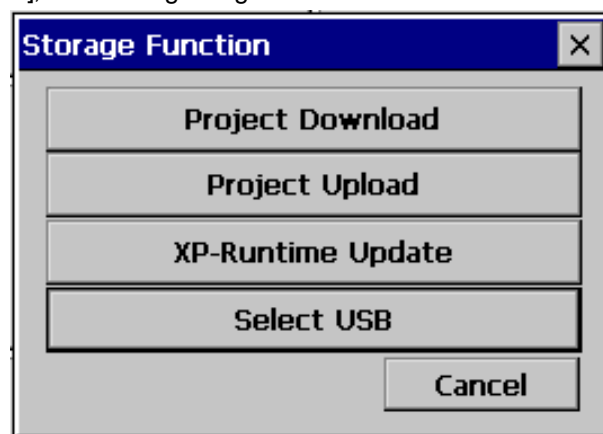 Storage Function
Project Download
Project Upload
XP-Runtime Update
Select USB
Cancel